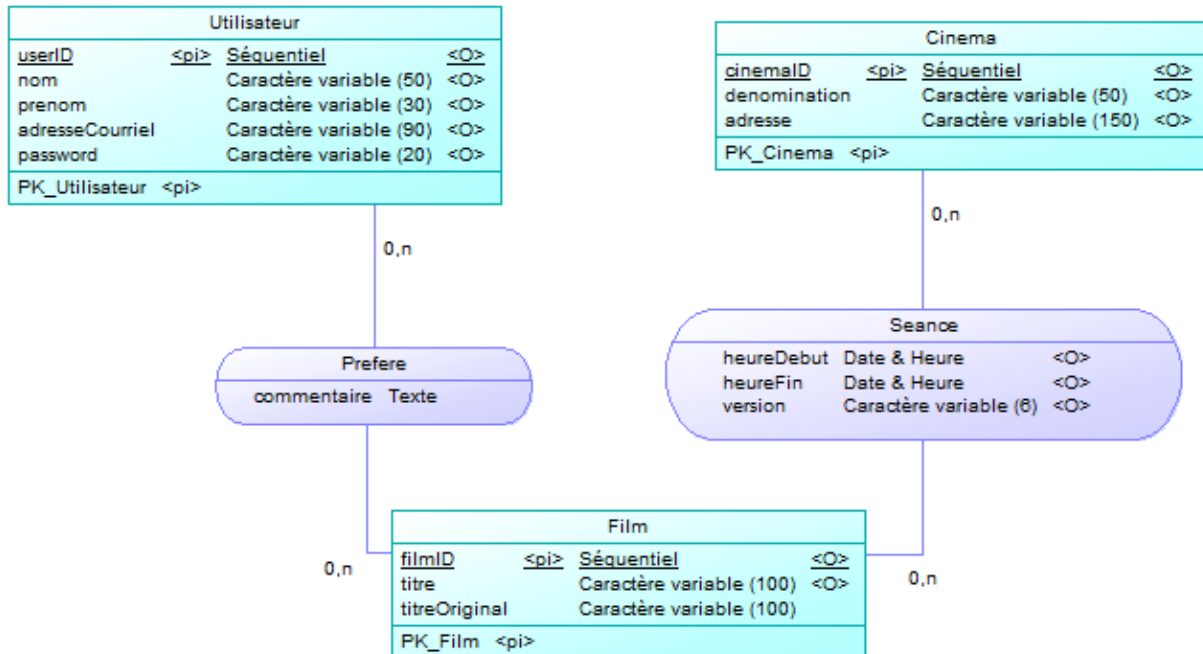 Utilisateur
userID <pi> Séquentiel <O>
nom Caractère variable (50) <O>
prenom Caractère variable (30) <O>
adresseCourriel Caractère variable (90) <O>
password Caractère variable (20) <O>
PK_Utilisateur <pi>
Cinema
cinemaID <pi> Séquentiel <O>
denomination Caractère variable (50) <O>
adresse Caractère variable (150) <O>
PK_Cinema <pi>
0,n
0,n
Prefere
commentaire Texte
Seance
heureDebut Date & Heure <O>
heureFin Date & Heure <O>
version Caractère variable (6) <O>
0,n
0,n
Film
filmID <pi> Séquentiel <O>
titre Caractère variable (100) <O>
titreOriginal Caractère variable (100)
PK_Film <pi>